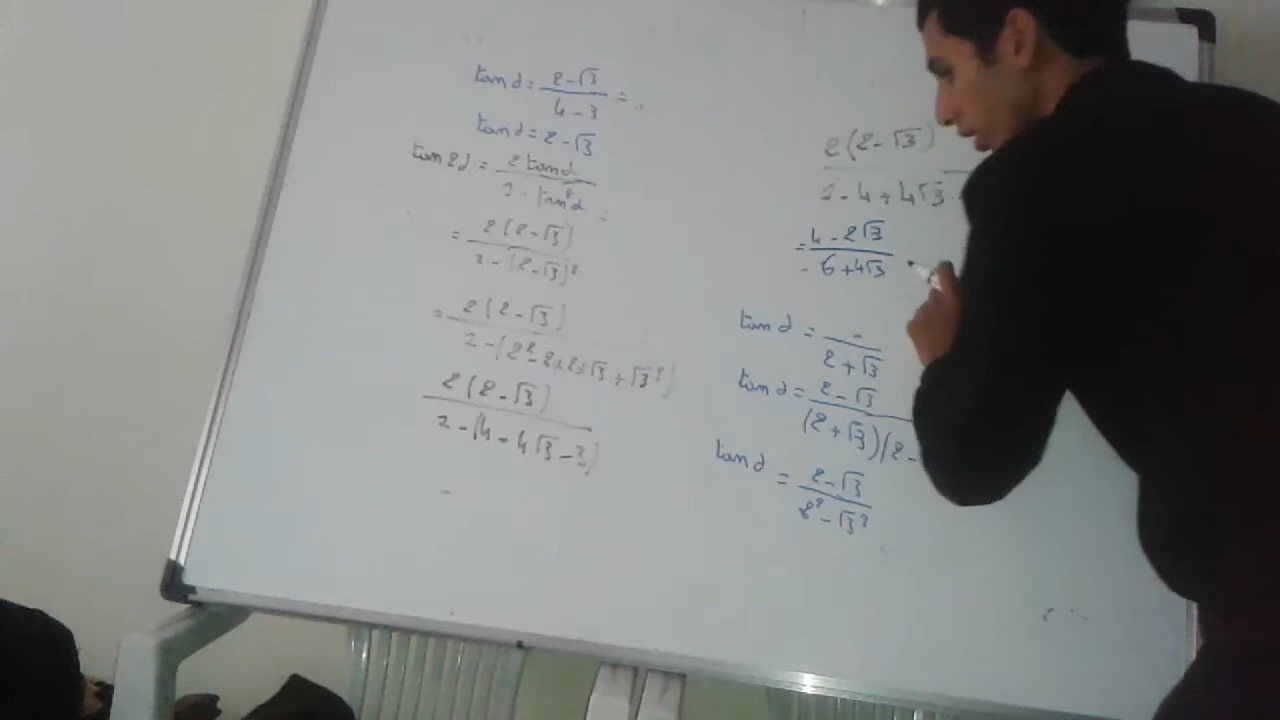 tan d = 2-√3 / 4-3 =
tan d = 2-√3
tan 2d = 2 tan d / 1 - tan² d
= 2(2-√3) / 1-(2-√3)²
= 2(2-√3) / 1-(2²-2×2×√3+√3²)
2(2-√3) / 1-(4-4√3-3)
2(2-√3) / 1-4+4√3
= 4-2√3 / -6+4√3
tan d = / 2+√3
tan d = 2-√3 / (2+√3)(2-
tan d = 2-√3 / 2²-√3²